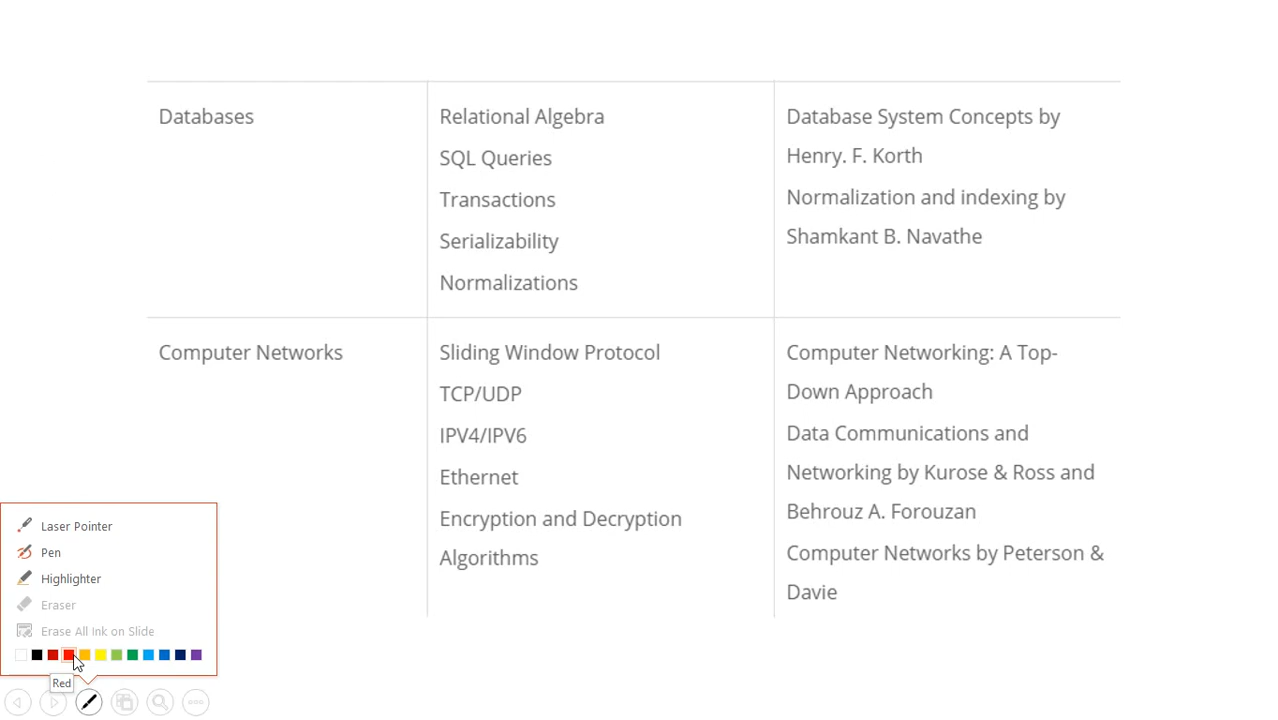 Databases
Relational Algebra
SQL Queries
Transactions
Serializability
Normalizations
Database System Concepts by
Henry. F. Korth
Normalization and indexing by
Shamkant B. Navathe
Computer Networks
Sliding Window Protocol
TCP/UDP
IPV4/IPV6
Ethernet
Encryption and Decryption
Algorithms
Computer Networking: A Top-
Down Approach
Data Communications and
Networking by Kurose & Ross and
Behrouz A. Forouzan
Computer Networks by Peterson &
Davie
Laser Pointer
Pen
Highlighter
Eraser
Erase All Ink on Slide
Red